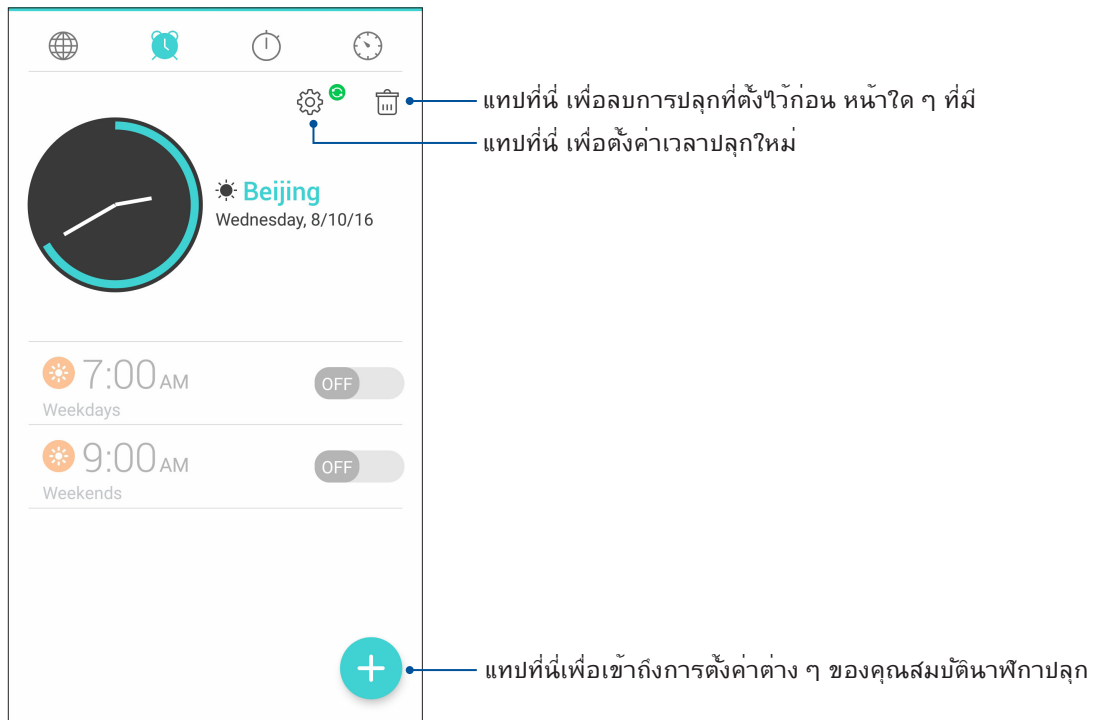 แทปที่นี่ เพื่อลบการปลุกที่ตั้งไว้ก่อน หน้าใด ๆ ที่มี
แทปที่นี่ เพื่อตั้งค่าเวลาปลุกใหม่
Beijing
Wednesday, 8/10/16
7:00 AM
OFF
Weekdays
9:00 AM
OFF
Weekends
แทปที่นี่เพื่อเข้าถึงการตั้งค่าต่าง ๆ ของคุณสมบัตินาฬิกาปลุก